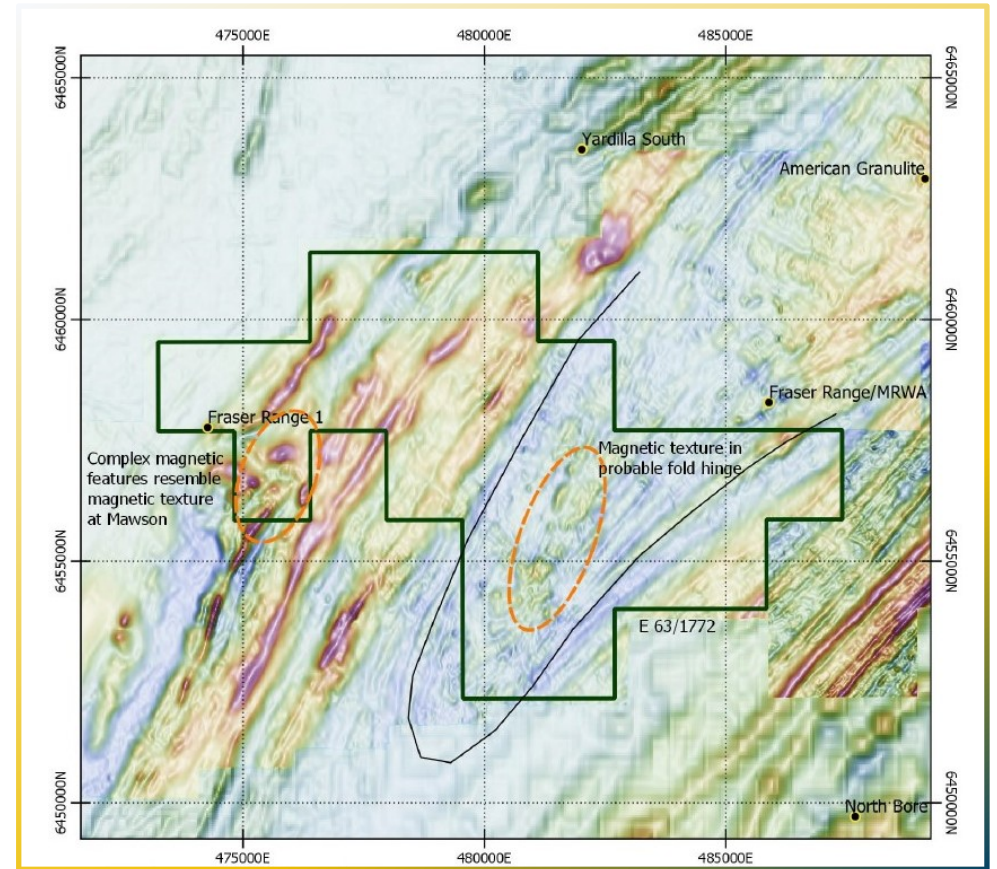 475000E 480000E 485000E
6465000N 6465000N
Yardilla South
American Granulite
6460000N 6460000N
Fraser Range/MRWA
Fraser Range 1
Magnetic texture in
probable fold hinge
Complex magnetic
features resemble
magnetic texture
at Mawson
6455000N 6455000N
E 63/1772
6450000N 6450000N
North Bore
475000E 480000E 485000E